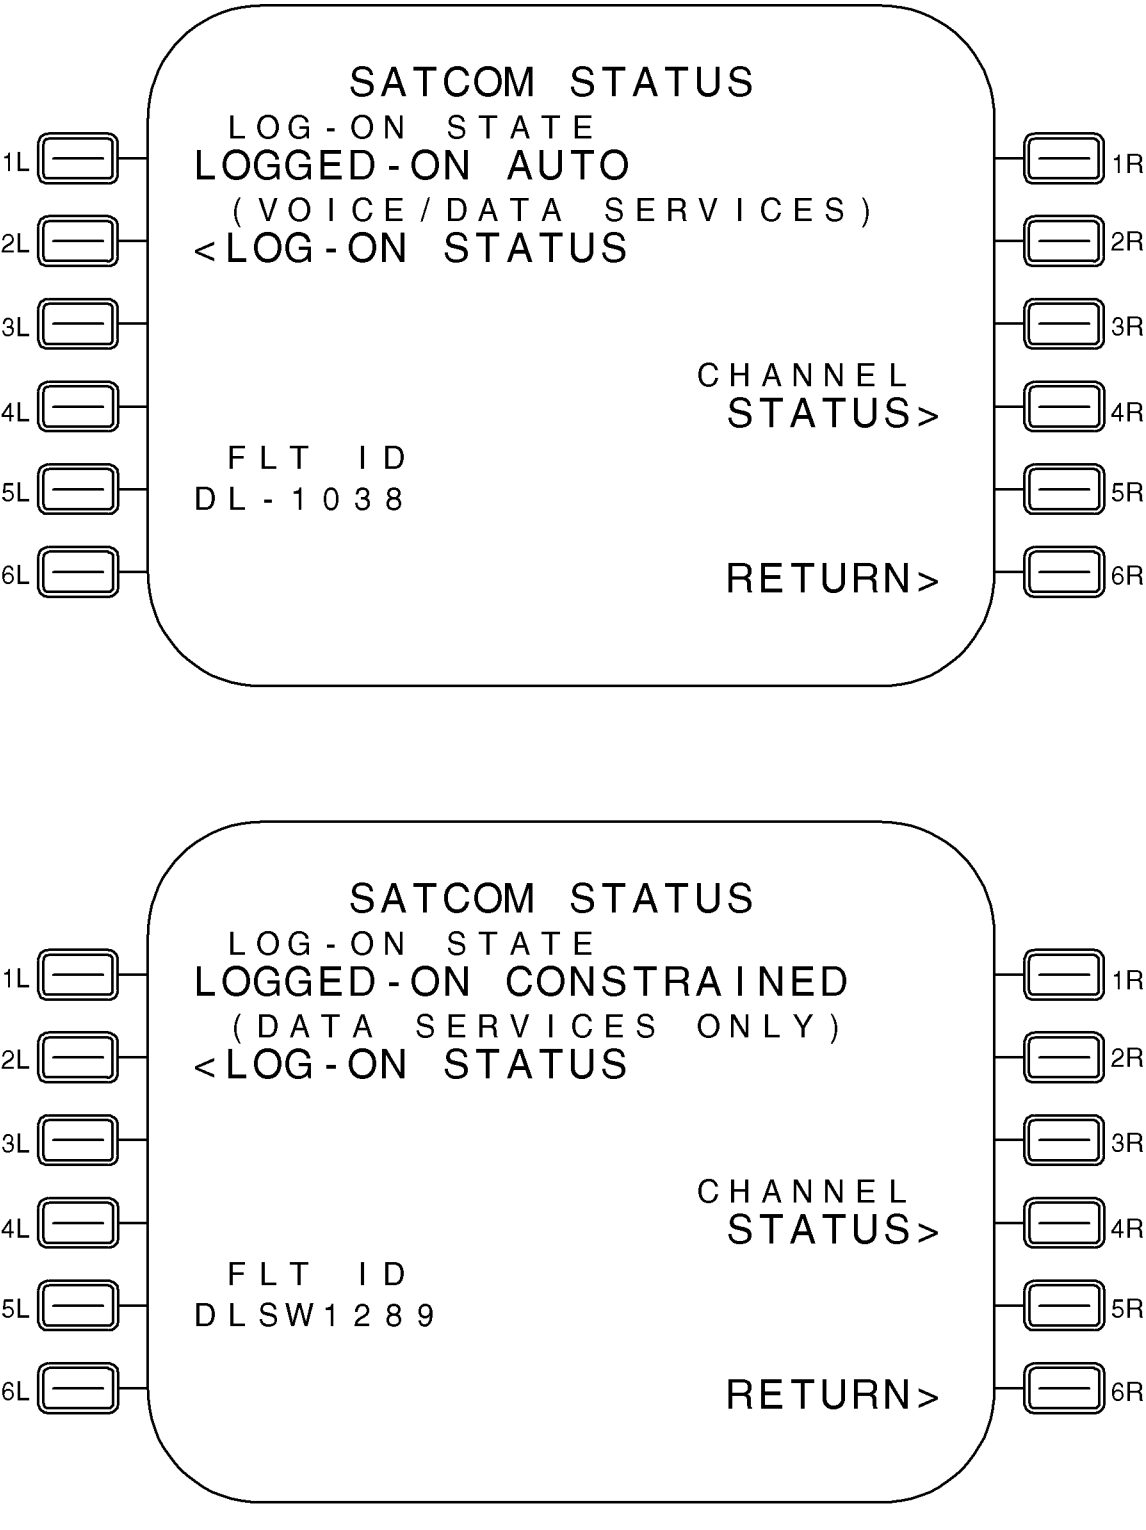 SATCOM STATUS
LOG-ON STATE
1L LOGGED-ON AUTO 1R
(VOICE/DATA SERVICES)
2L <LOG-ON STATUS 2R
3L 3R
CHANNEL
4L STATUS> 4R
FLT ID
5L DL-1038 5R
6L RETURN> 6R
SATCOM STATUS
LOG-ON STATE
1L LOGGED-ON CONSTRAINED 1R
(DATA SERVICES ONLY)
2L <LOG-ON STATUS 2R
3L 3R
CHANNEL
4L STATUS> 4R
FLT ID
5L DLSW1289 5R
6L RETURN> 6R